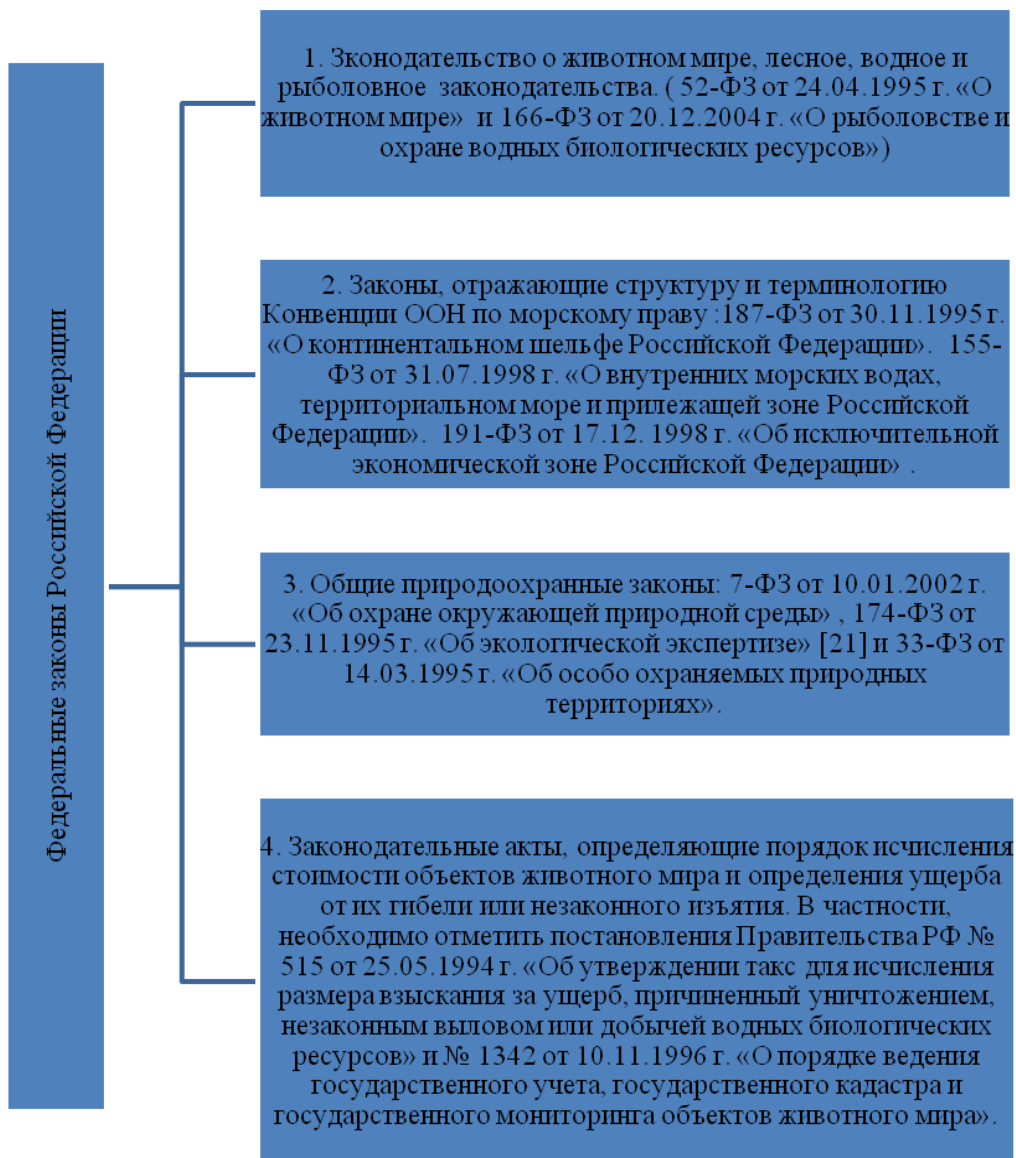 Федеральные законы Российской Федерации
1. Зконодательство о животном мире, лесное, водное и
рыболовное законодательства. ( 52-ФЗ от 24.04.1995 г. «О
животном мире» и 166-ФЗ от 20.12.2004 г. «О рыболовстве и
охране водных биологических ресурсов»)
2. Законы, отражающие структуру и терминологию
Конвенции ООН по морскому праву :187-ФЗ от 30.11.1995 г.
«О континентальном шельфе Российской Федерации». 155-
ФЗ от 31.07.1998 г. «О внутренних морских водах,
территориальном море и прилежащей зоне Российской
Федерации». 191-ФЗ от 17.12. 1998 г. «Об исключительной
экономической зоне Российской Федерации» .
3. Общие природоохранные законы: 7-ФЗ от 10.01.2002 г.
«Об охране окружающей природной среды» , 174-ФЗ от
23.11.1995 г. «Об экологической экспертизе» [21] и 33-ФЗ от
14.03.1995 г. «Об особо охраняемых природных
территориях».
4. Законодательные акты, определяющие порядок исчисления
стоимости объектов животного мира и определения ущерба
от их гибели или незаконного изъятия. В частности,
необходимо отметить постановления Правительства РФ №
515 от 25.05.1994 г. «Об утверждении такс для исчисления
размера взыскания за ущерб, причиненный уничтожением,
незаконным выловом или добычей водных биологических
ресурсов» и № 1342 от 10.11.1996 г. «О порядке ведения
государственного учета, государственного кадастра и
государственного мониторинга объектов животного мира».